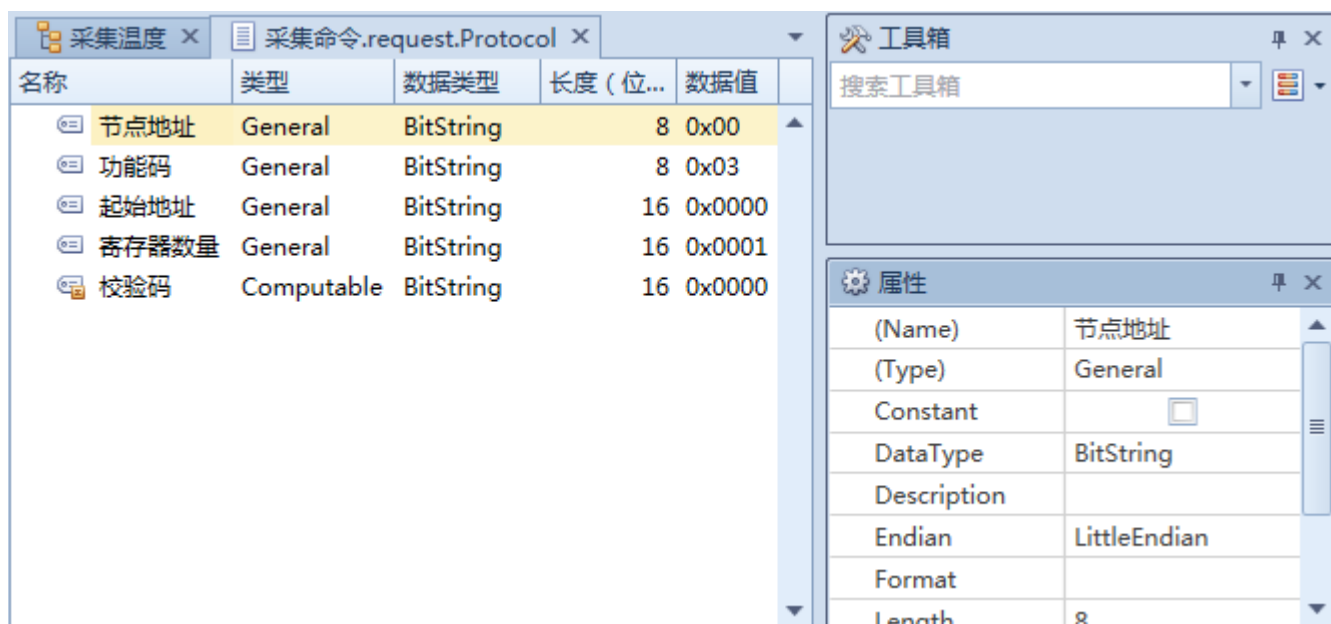 采集温度 采集命令.request.Protocol
名称 类型 数据类型 长度（位... 数据值
节点地址 General BitString 8 0x00
功能码 General BitString 8 0x03
起始地址 General BitString 16 0x0000
寄存器数量 General BitString 16 0x0001
校验码 Computable BitString 16 0x0000
工具箱
搜索工具箱
属性
(Name) 节点地址
(Type) General
Constant
DataType BitString
Description
Endian LittleEndian
Format
Length 8